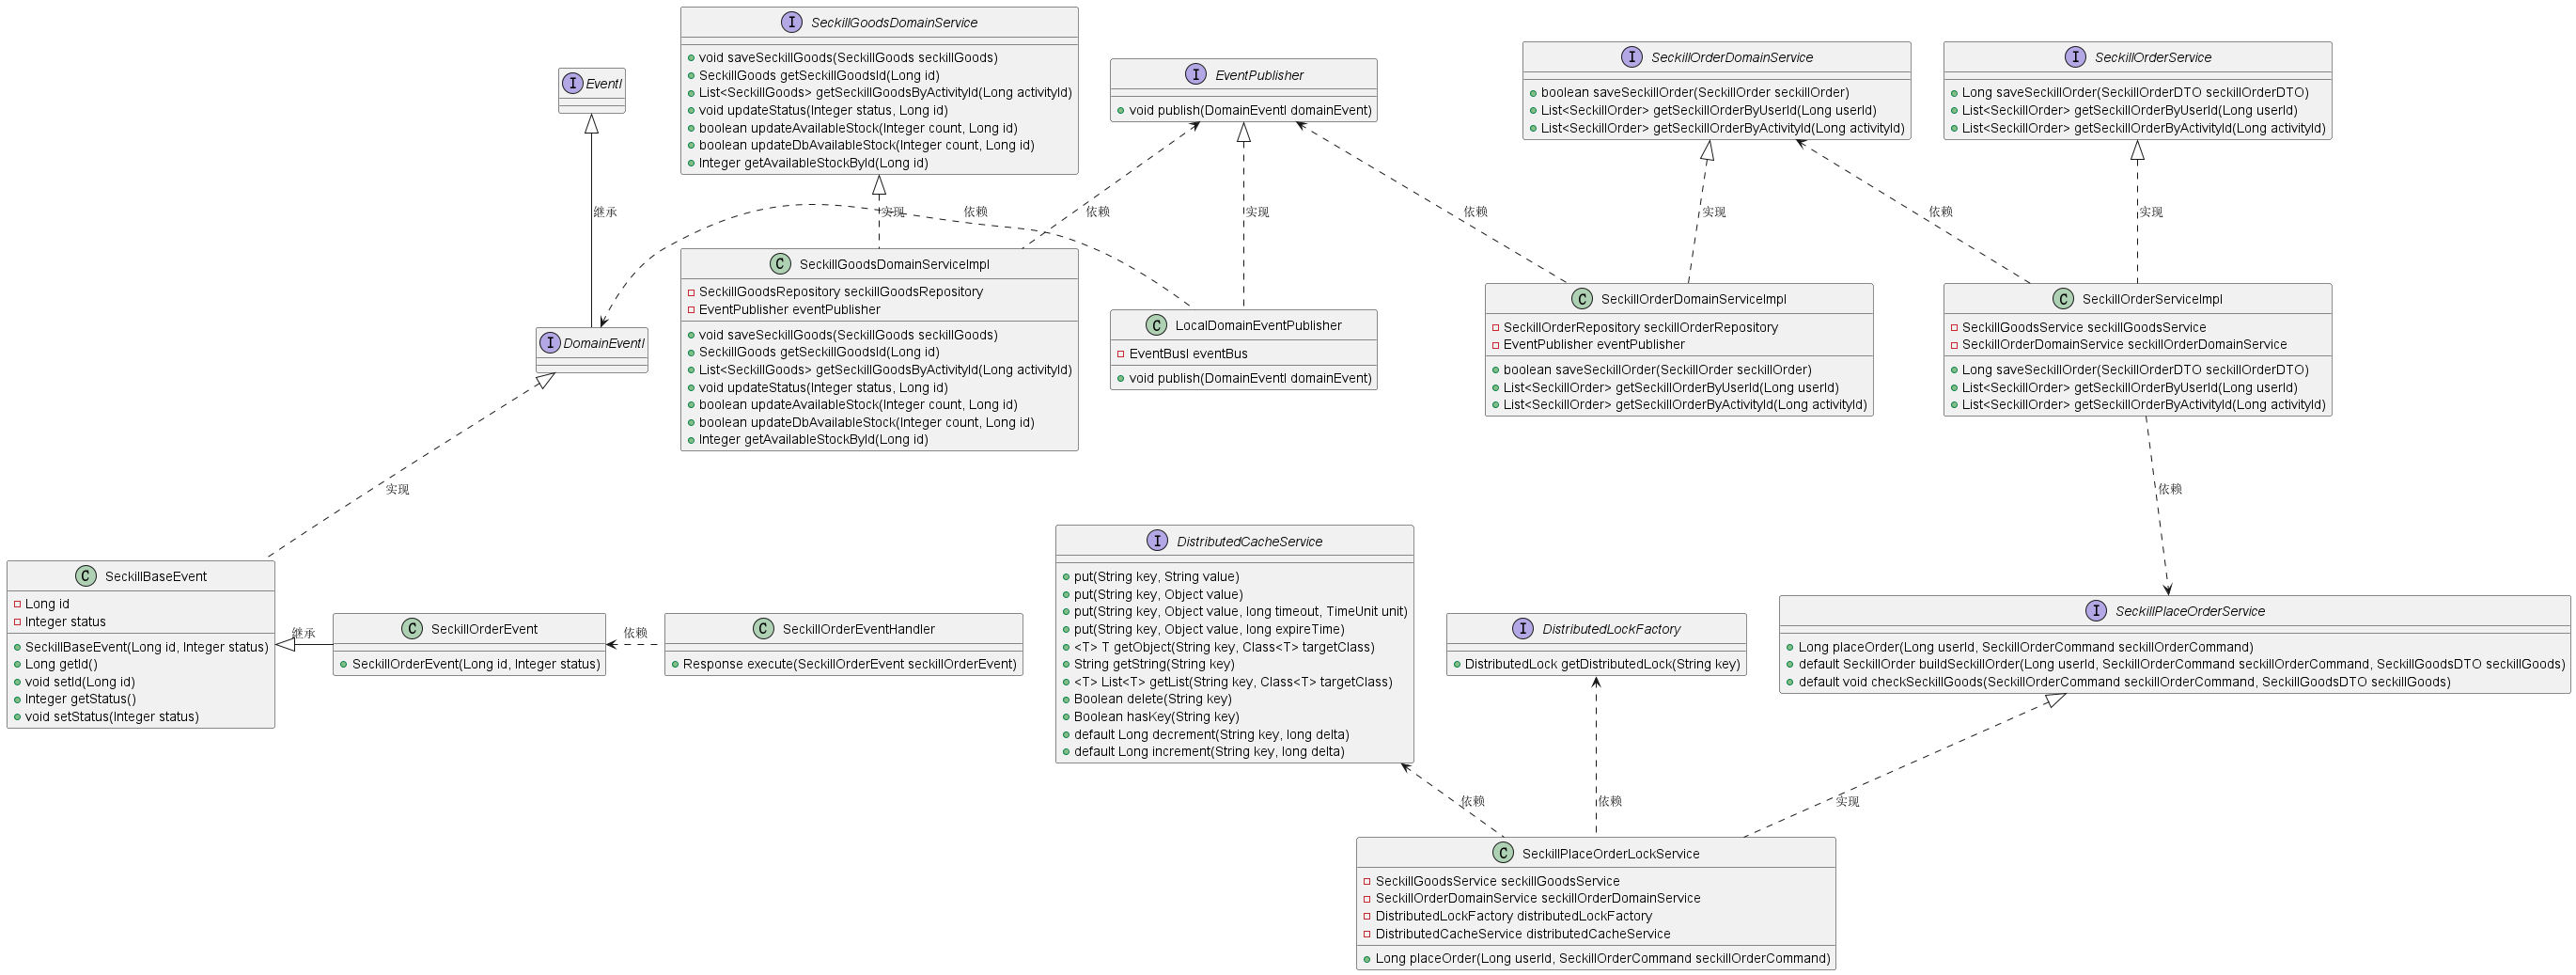 I SeckillGoodsDomainService
void saveSeckillGoods(SeckillGoods seckillGoods)
SeckillGoods getSeckillGoodsId(Long id)
List<SeckillGoods> getSeckillGoodsByActivityId(Long activityId)
void updateStatus(Integer status, Long id)
boolean updateAvailableStock(Integer count, Long id)
boolean updateDbAvailableStock(Integer count, Long id)
Integer getAvailableStockById(Long id)
I EventI
I EventPublisher
void publish(DomainEventI domainEvent)
I SeckillOrderDomainService
boolean saveSeckillOrder(SeckillOrder seckillOrder)
List<SeckillOrder> getSeckillOrderByUserId(Long userId)
List<SeckillOrder> getSeckillOrderByActivityId(Long activityId)
I SeckillOrderService
Long saveSeckillOrder(SeckillOrderDTO seckillOrderDTO)
List<SeckillOrder> getSeckillOrderByUserId(Long userId)
List<SeckillOrder> getSeckillOrderByActivityId(Long activityId)
继承
实现
依赖
依赖
实现
依赖
实现
依赖
实现
I DomainEventI
C SeckillGoodsDomainServiceImpl
SeckillGoodsRepository seckillGoodsRepository
EventPublisher eventPublisher
void saveSeckillGoods(SeckillGoods seckillGoods)
SeckillGoods getSeckillGoodsId(Long id)
List<SeckillGoods> getSeckillGoodsByActivityId(Long activityId)
void updateStatus(Integer status, Long id)
boolean updateAvailableStock(Integer count, Long id)
boolean updateDbAvailableStock(Integer count, Long id)
Integer getAvailableStockById(Long id)
C LocalDomainEventPublisher
EventBusI eventBus
void publish(DomainEventI domainEvent)
C SeckillOrderDomainServiceImpl
SeckillOrderRepository seckillOrderRepository
EventPublisher eventPublisher
boolean saveSeckillOrder(SeckillOrder seckillOrder)
List<SeckillOrder> getSeckillOrderByUserId(Long userId)
List<SeckillOrder> getSeckillOrderByActivityId(Long activityId)
C SeckillOrderServiceImpl
SeckillGoodsService seckillGoodsService
SeckillOrderDomainService seckillOrderDomainService
Long saveSeckillOrder(SeckillOrderDTO seckillOrderDTO)
List<SeckillOrder> getSeckillOrderByUserId(Long userId)
List<SeckillOrder> getSeckillOrderByActivityId(Long activityId)
实现
依赖
C SeckillBaseEvent
Long id
Integer status
SeckillBaseEvent(Long id, Integer status)
Long getId()
void setId(Long id)
Integer getStatus()
void setStatus(Integer status)
继承
C SeckillOrderEvent
SeckillOrderEvent(Long id, Integer status)
依赖
C SeckillOrderEventHandler
Response execute(SeckillOrderEvent seckillOrderEvent)
I DistributedCacheService
put(String key, String value)
put(String key, Object value)
put(String key, Object value, long timeout, TimeUnit unit)
put(String key, Object value, long expireTime)
<T> T getObject(String key, Class<T> targetClass)
String getString(String key)
<T> List<T> getList(String key, Class<T> targetClass)
Boolean delete(String key)
Boolean hasKey(String key)
default Long decrement(String key, long delta)
default Long increment(String key, long delta)
I DistributedLockFactory
DistributedLock getDistributedLock(String key)
I SeckillPlaceOrderService
Long placeOrder(Long userId, SeckillOrderCommand seckillOrderCommand)
default SeckillOrder buildSeckillOrder(Long userId, SeckillOrderCommand seckillOrderCommand, SeckillGoodsDTO seckillGoods)
default void checkSeckillGoods(SeckillOrderCommand seckillOrderCommand, SeckillGoodsDTO seckillGoods)
依赖
依赖
实现
C SeckillPlaceOrderLockService
SeckillGoodsService seckillGoodsService
SeckillOrderDomainService seckillOrderDomainService
DistributedLockFactory distributedLockFactory
DistributedCacheService distributedCacheService
Long placeOrder(Long userId, SeckillOrderCommand seckillOrderCommand)